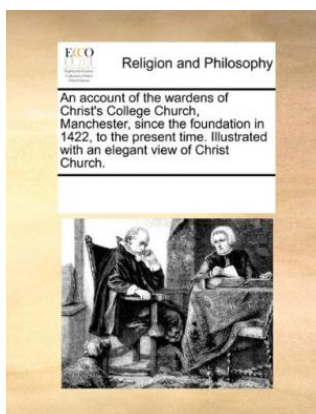 ECCO
Religion and Philosophy
An account of the wardens of
Christ's College Church,
Manchester, since the foundation in
1422, to the present time. Illustrated
with an elegant view of Christ
Church.